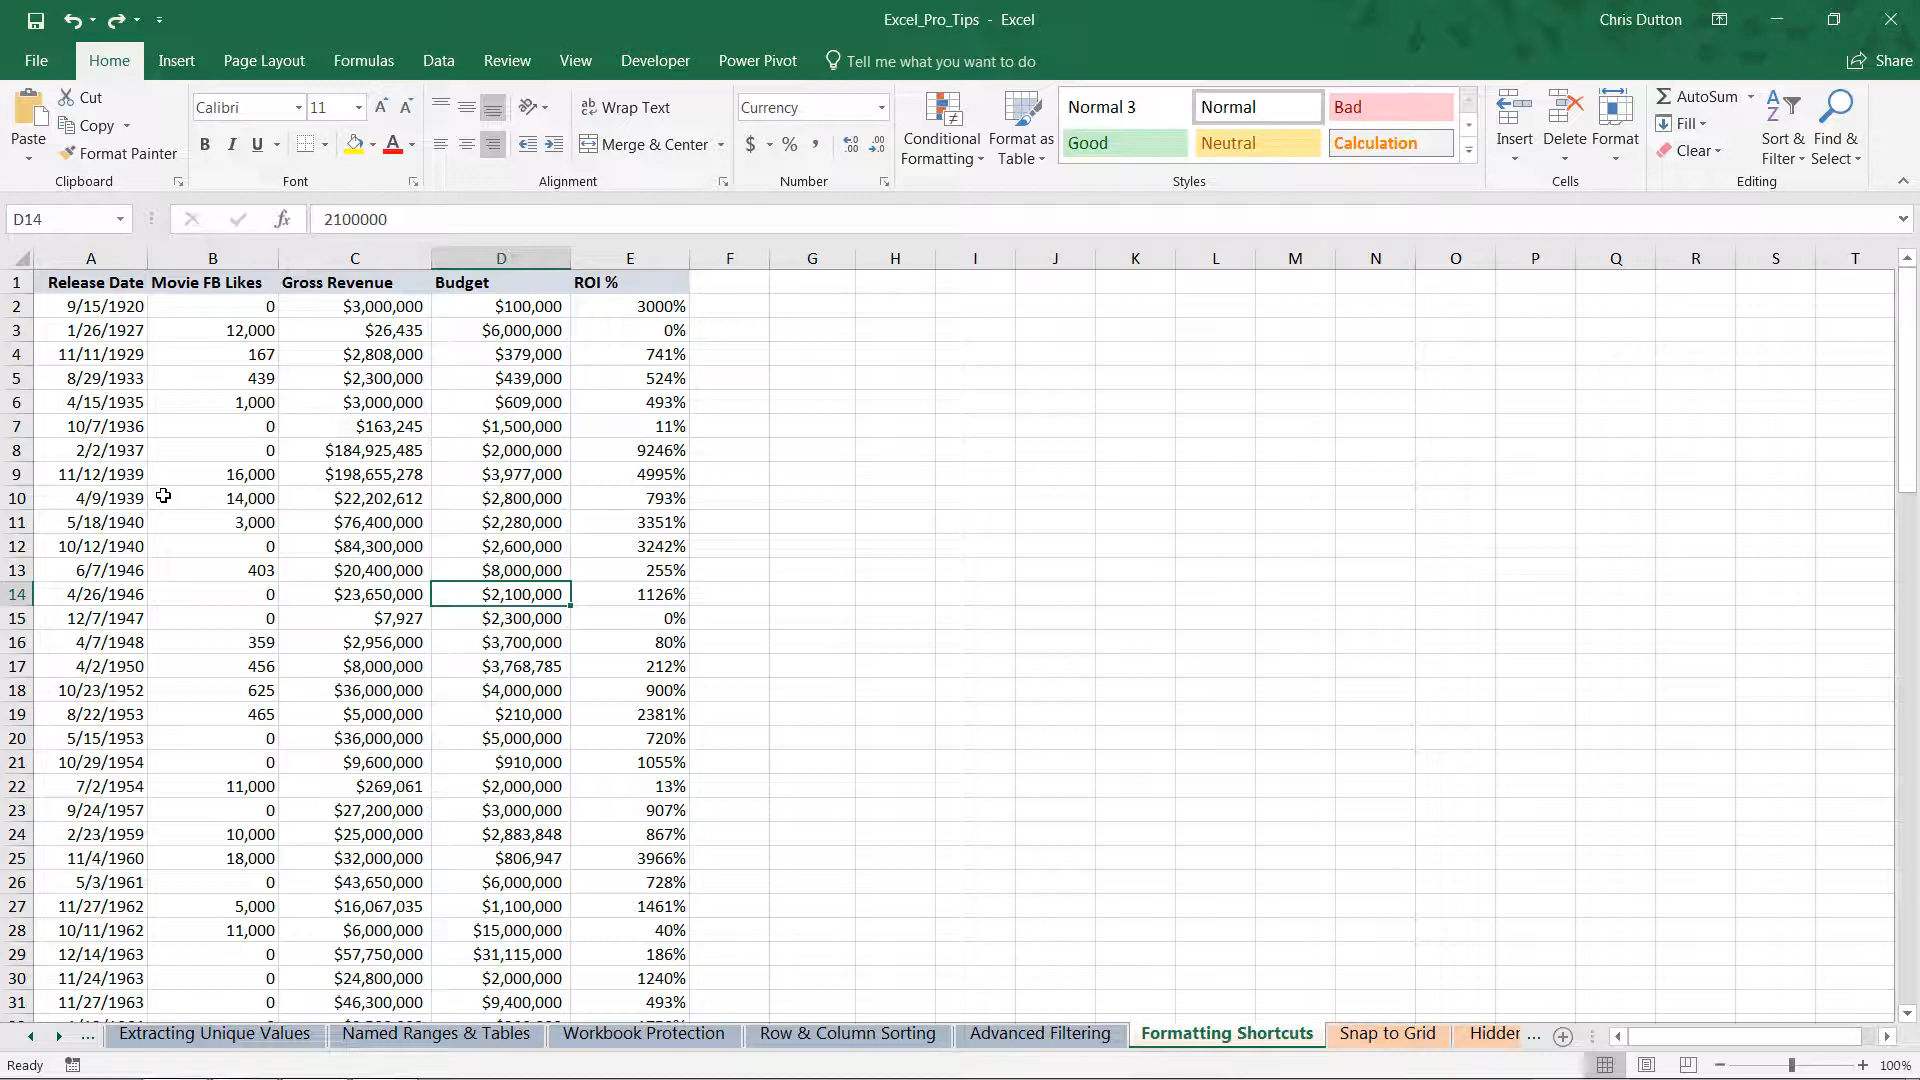 Excel_Pro_Tips - Excel
Chris Dutton
File Home Insert Page Layout Formulas Data Review View Developer Power Pivot Tell me what you want to do Share
Paste
Cut
Copy
Format Painter
Clipboard
Calibri 11
B I U
Font
Wrap Text
Merge & Center
Alignment
Currency
$ % ,
Number
Conditional Formatting
Format as Table
Normal 3 Normal Bad
Good Neutral Calculation
Styles
Insert Delete Format
Cells
AutoSum
Fill
Clear
Sort & Filter
Find & Select
Editing
D14 fx 2100000
A B C D E F G H I J K L M N O P Q R S T
1 Release Date Movie FB Likes Gross Revenue Budget ROI %
2 9/15/1920 0 $3,000,000 $100,000 3000%
3 1/26/1927 12,000 $26,435 $6,000,000 0%
4 11/11/1929 167 $2,808,000 $379,000 741%
5 8/29/1933 439 $2,300,000 $439,000 524%
6 4/15/1935 1,000 $3,000,000 $609,000 493%
7 10/7/1936 0 $163,245 $1,500,000 11%
8 2/2/1937 0 $184,925,485 $2,000,000 9246%
9 11/12/1939 16,000 $198,655,278 $3,977,000 4995%
10 4/9/1939 14,000 $22,202,612 $2,800,000 793%
11 5/18/1940 3,000 $76,400,000 $2,280,000 3351%
12 10/12/1940 0 $84,300,000 $2,600,000 3242%
13 6/7/1946 403 $20,400,000 $8,000,000 255%
14 4/26/1946 0 $23,650,000 $2,100,000 1126%
15 12/7/1947 0 $7,927 $2,300,000 0%
16 4/7/1948 359 $2,956,000 $3,700,000 80%
17 4/2/1950 456 $8,000,000 $3,768,785 212%
18 10/23/1952 625 $36,000,000 $4,000,000 900%
19 8/22/1953 465 $5,000,000 $210,000 2381%
20 5/15/1953 0 $36,000,000 $5,000,000 720%
21 10/29/1954 0 $9,600,000 $910,000 1055%
22 7/2/1954 11,000 $269,061 $2,000,000 13%
23 9/24/1957 0 $27,200,000 $3,000,000 907%
24 2/23/1959 10,000 $25,000,000 $2,883,848 867%
25 11/4/1960 18,000 $32,000,000 $806,947 3966%
26 5/3/1961 0 $43,650,000 $6,000,000 728%
27 11/27/1962 5,000 $16,067,035 $1,100,000 1461%
28 10/11/1962 11,000 $6,000,000 $15,000,000 40%
29 12/14/1963 0 $57,750,000 $31,115,000 186%
30 11/24/1963 0 $24,800,000 $2,000,000 1240%
31 11/27/1963 0 $46,300,000 $9,400,000 493%
... Extracting Unique Values Named Ranges & Tables Workbook Protection Row & Column Sorting Advanced Filtering Formatting Shortcuts Snap to Grid Hidder ...
Ready 100%